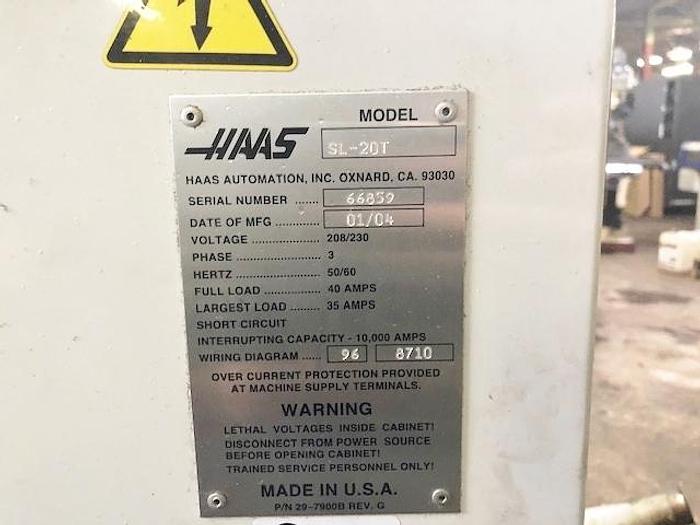 MODEL
HAAS SL-20T
HAAS AUTOMATION, INC. OXNARD, CA. 93030
SERIAL NUMBER ....... 66859
DATE OF MFG ............. 01/04
VOLTAGE ................... 208/230
PHASE ....................... 3
HERTZ ....................... 50/60
FULL LOAD ................ 40 AMPS
LARGEST LOAD ......... 35 AMPS
SHORT CIRCUIT
INTERRUPTING CAPACITY - 10,000 AMPS
WIRING DIAGRAM ..... 96 8710
OVER CURRENT PROTECTION PROVIDED
AT MACHINE SUPPLY TERMINALS.
WARNING
LETHAL VOLTAGES INSIDE CABINET!
DISCONNECT FROM POWER SOURCE
BEFORE OPENING CABINET!
TRAINED SERVICE PERSONNEL ONLY!
MADE IN U.S.A.
P/N 29-7900B REV. G